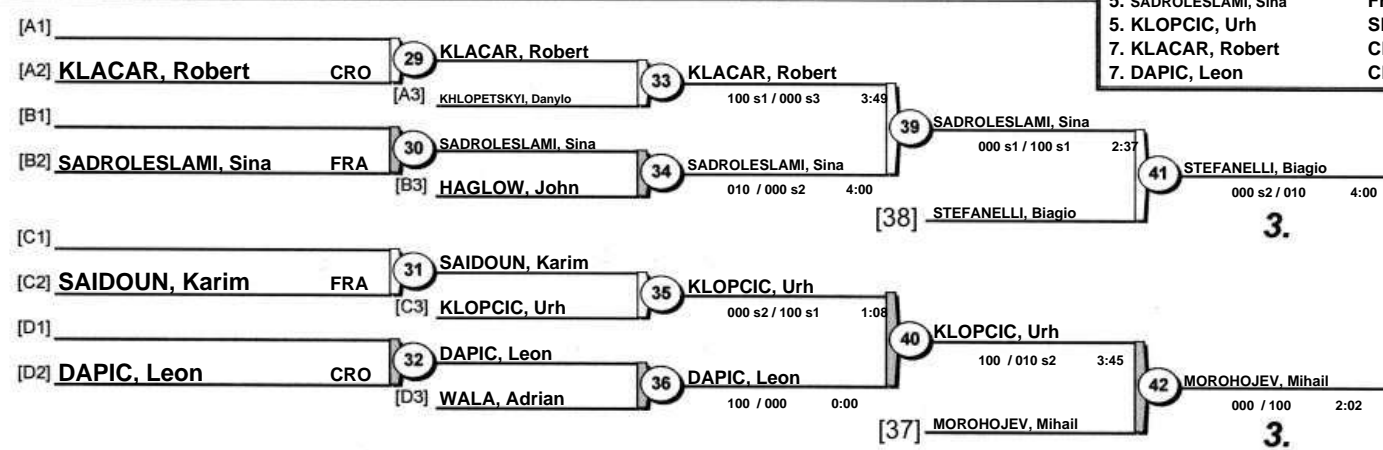 5. SADROLESLAMI, Sina
5. KLOPCIC, Urh
7. KLACAR, Robert
7. DAPIC, Leon
[A1]
[A2] KLACAR, Robert CRO
29
KLACAR, Robert
[A3] KHLOPETSKYI, Danylo
33
KLACAR, Robert
100 s1 / 000 s3 3:49
[B1]
[B2] SADROLESLAMI, Sina FRA
30
SADROLESLAMI, Sina
[B3] HAGLOW, John
34
SADROLESLAMI, Sina
010 / 000 s2 4:00
39
SADROLESLAMI, Sina
000 s1 / 100 s1 2:37
[38] STEFANELLI, Biagio
41
STEFANELLI, Biagio
000 s2 / 010 4:00
3.
[C1]
[C2] SAIDOUN, Karim FRA
31
SAIDOUN, Karim
[C3] KLOPCIC, Urh
35
KLOPCIC, Urh
000 s2 / 100 s1 1:08
[D1]
[D2] DAPIC, Leon CRO
32
DAPIC, Leon
[D3] WALA, Adrian
36
DAPIC, Leon
100 / 000 0:00
40
KLOPCIC, Urh
100 / 010 s2 3:45
[37] MOROHOJEV, Mihail
42
MOROHOJEV, Mihail
000 / 100 2:02
3.